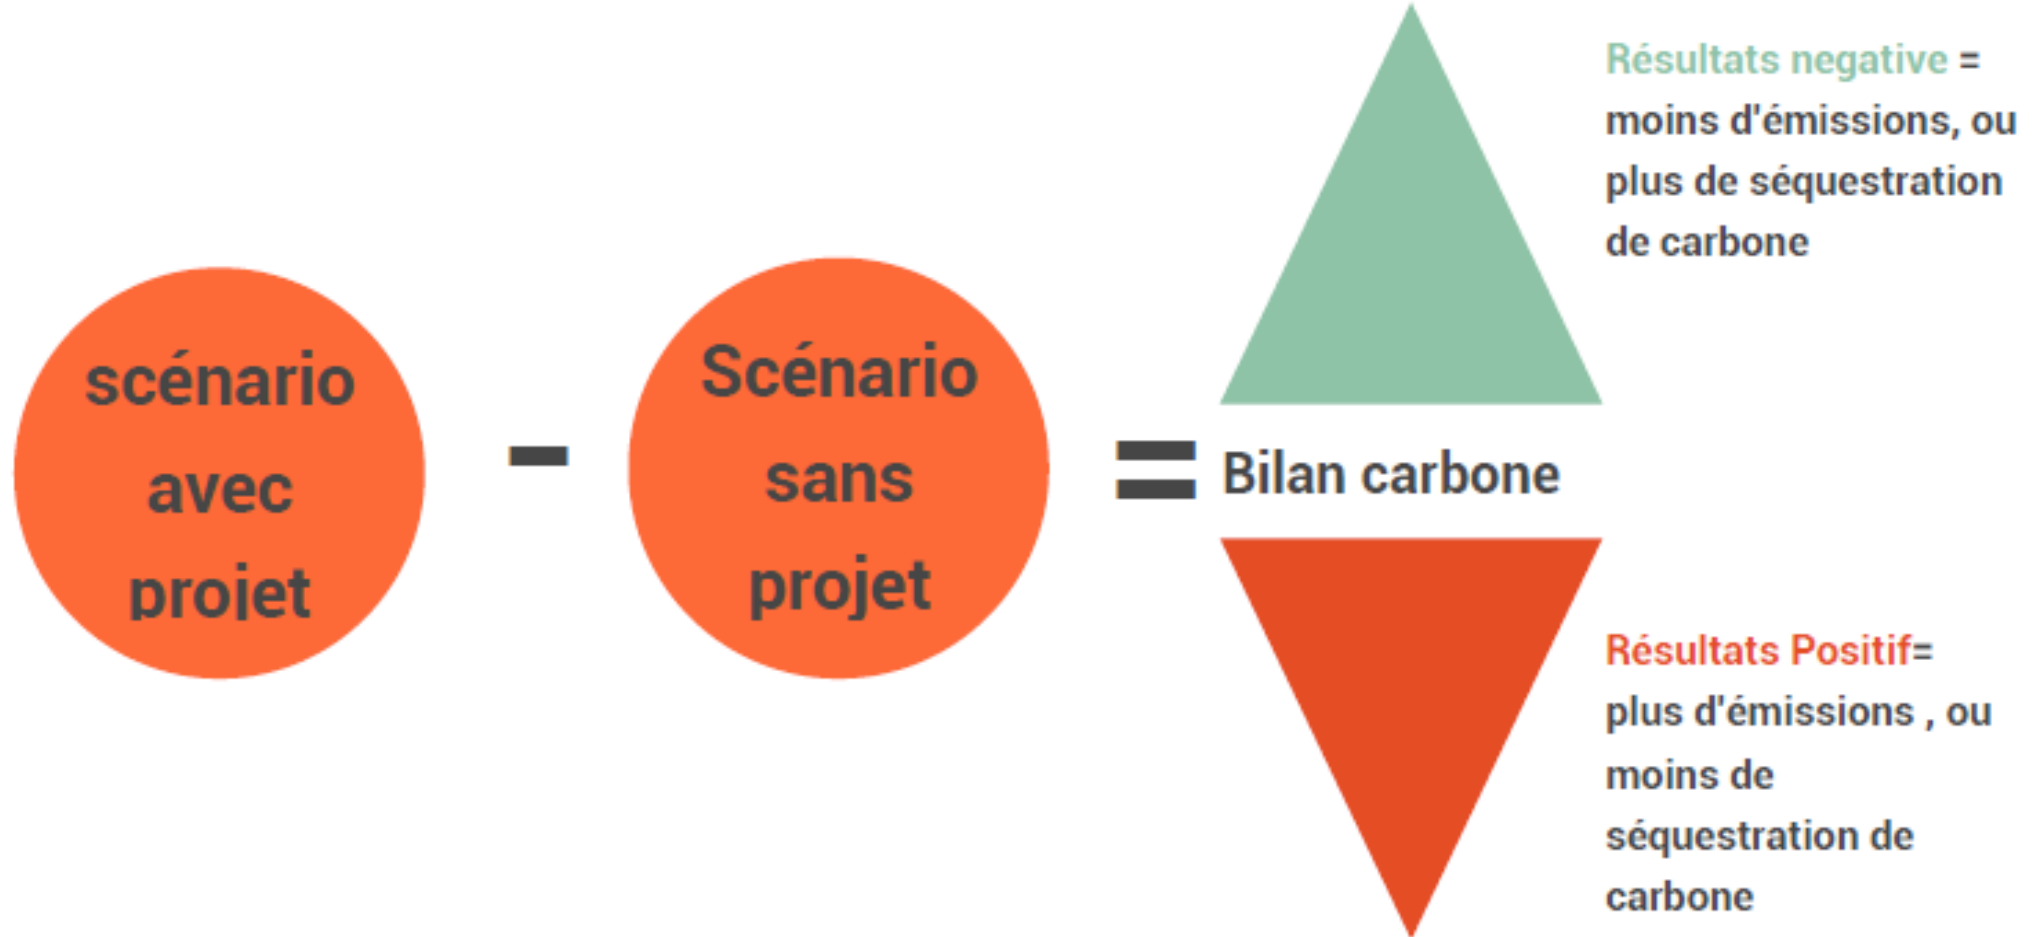 scénario
avec
projet
-
Scénario
sans
projet
=
Bilan carbone
Résultats negative =
moins d'émissions, ou
plus de séquestration
de carbone
Résultats Positif=
plus d'émissions , ou
moins de
séquestration de
carbone